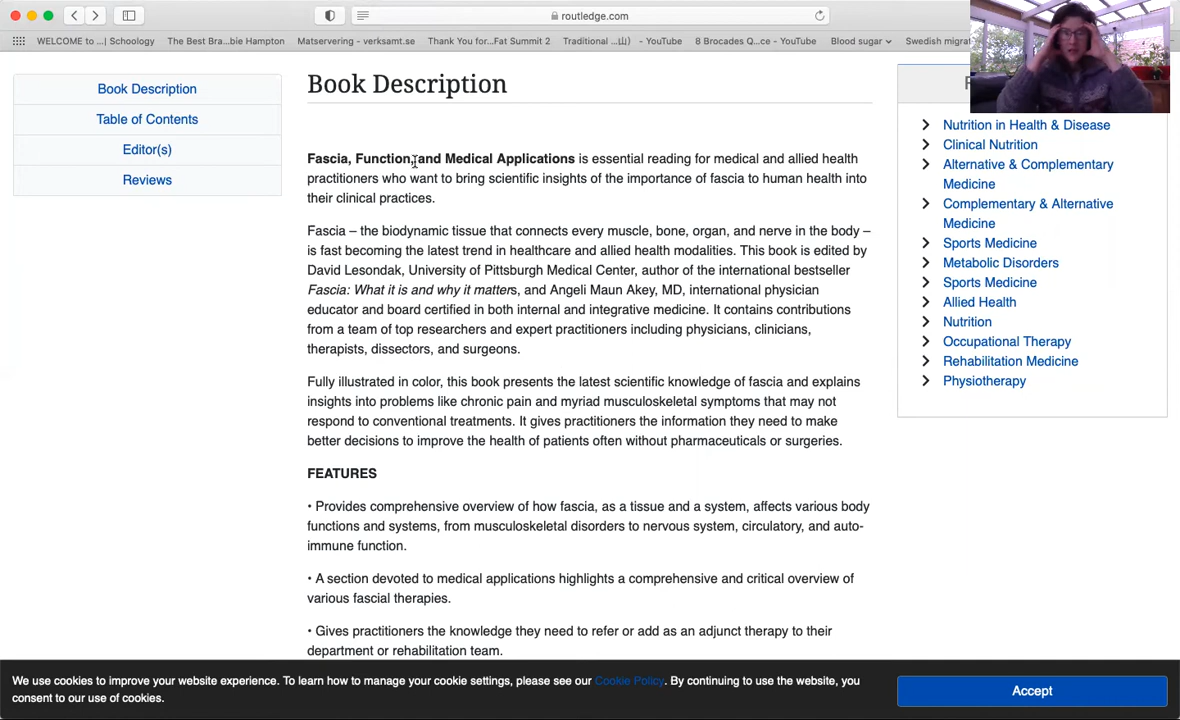 routledge.com
WELCOME to ...| Schoology
The Best Bra...bie Hampton
Matservering - verksamt.se
Thank You for...Fat Summit 2
Traditional ...山) - YouTube
8 Brocades Q...ce - YouTube
Blood sugar
Swedish migrat
Book Description
Table of Contents
Editor(s)
Reviews
Book Description
Fascia, Function, and Medical Applications is essential reading for medical and allied health
practitioners who want to bring scientific insights of the importance of fascia to human health into
their clinical practices.
Fascia – the biodynamic tissue that connects every muscle, bone, organ, and nerve in the body –
is fast becoming the latest trend in healthcare and allied health modalities. This book is edited by
David Lesondak, University of Pittsburgh Medical Center, author of the international bestseller
Fascia: What it is and why it matters, and Angeli Maun Akey, MD, international physician
educator and board certified in both internal and integrative medicine. It contains contributions
from a team of top researchers and expert practitioners including physicians, clinicians,
therapists, dissectors, and surgeons.
Fully illustrated in color, this book presents the latest scientific knowledge of fascia and explains
insights into problems like chronic pain and myriad musculoskeletal symptoms that may not
respond to conventional treatments. It gives practitioners the information they need to make
better decisions to improve the health of patients often without pharmaceuticals or surgeries.
FEATURES
• Provides comprehensive overview of how fascia, as a tissue and a system, affects various body
functions and systems, from musculoskeletal disorders to nervous system, circulatory, and auto-
immune function.
• A section devoted to medical applications highlights a comprehensive and critical overview of
various fascial therapies.
• Gives practitioners the knowledge they need to refer or add as an adjunct therapy to their
department or rehabilitation team.
Nutrition in Health & Disease
Clinical Nutrition
Alternative & Complementary
Medicine
Complementary & Alternative
Medicine
Sports Medicine
Metabolic Disorders
Sports Medicine
Allied Health
Nutrition
Occupational Therapy
Rehabilitation Medicine
Physiotherapy
We use cookies to improve your website experience. To learn how to manage your cookie settings, please see our Cookie Policy. By continuing to use the website, you
consent to our use of cookies.
Accept